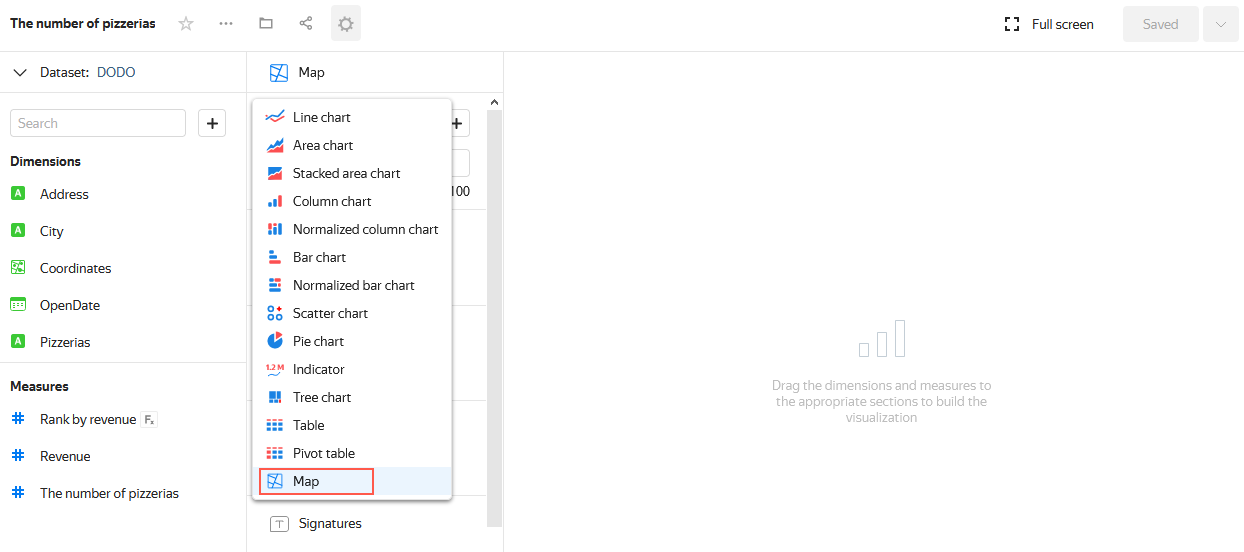 The number of pizzerias
Full screen
Saved
Dataset: DODO
Map
Search
Dimensions
Address
City
Coordinates
OpenDate
Pizzerias
Measures
Rank by revenue Fx
Revenue
The number of pizzerias
Line chart
Area chart
Stacked area chart
100
Column chart
Normalized column chart
Bar chart
Normalized bar chart
Scatter chart
Pie chart
1.2 M Indicator
Tree chart
Table
Pivot table
Map
T Signatures
Drag the dimensions and measures to
the appropriate sections to build the
visualization